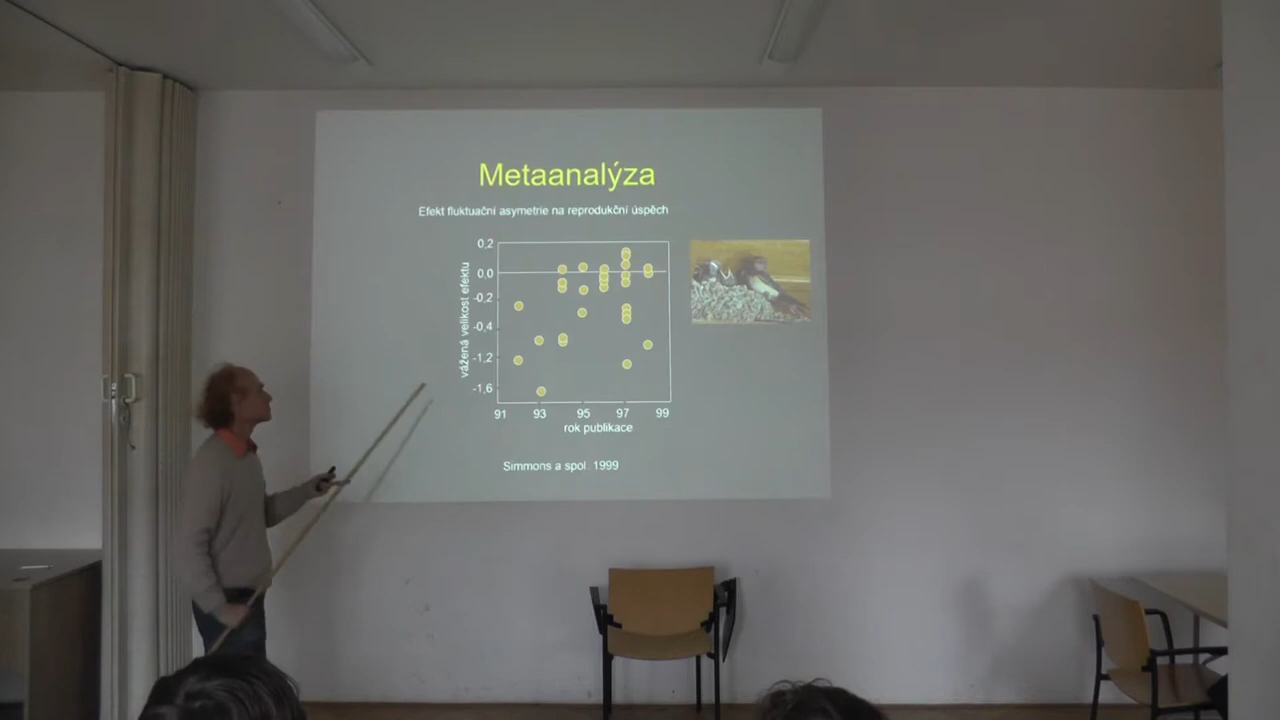 Metaanalýza
Efekt fluktuační asymetrie na reprodukční úspěch
vážená velikost efektu
0,2
0,0
-0,2
-0,4
-1,2
-1,6
91 93 95 97 99
rok publikace
Simmons a spol. 1999